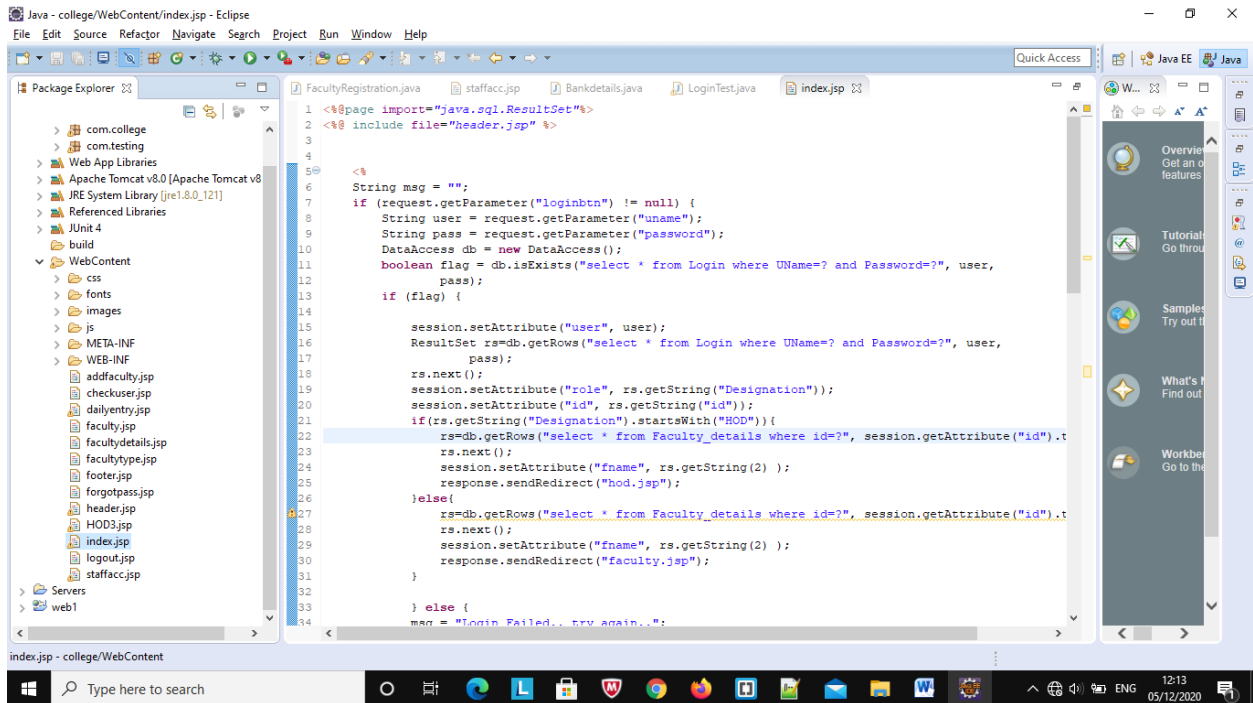 Java - college/WebContent/index.jsp - Eclipse
File Edit Source Refactor Navigate Search Project Run Window Help
Quick Access
Java EE
Java
Package Explorer
com.college
com.testing
Web App Libraries
Apache Tomcat v8.0 [Apache Tomcat v8
JRE System Library [jre1.8.0_121]
Referenced Libraries
JUnit 4
build
WebContent
css
fonts
images
js
META-INF
WEB-INF
addfaculty.jsp
checkuser.jsp
dailyentry.jsp
faculty.jsp
facultydetails.jsp
facultytype.jsp
footer.jsp
forgotpass.jsp
header.jsp
HOD3.jsp
index.jsp
logout.jsp
staffacc.jsp
Servers
web1
FacultyRegistration.java staffacc.jsp Bankdetails.java LoginTest.java index.jsp
1 <%@page import="java.sql.ResultSet"%>
2 <%@ include file="header.jsp" %>
3
4
5 <%
6 String msg = "";
7 if (request.getParameter("loginbtn") != null) {
8 String user = request.getParameter("uname");
9 String pass = request.getParameter("password");
10 DataAccess db = new DataAccess();
11 boolean flag = db.isExists("select * from Login where UName=? and Password=?", user,
12 pass);
13 if (flag) {
14
15 session.setAttribute("user", user);
16 ResultSet rs=db.getRows("select * from Login where UName=? and Password=?", user,
17 pass);
18 rs.next();
19 session.setAttribute("role", rs.getString("Designation"));
20 session.setAttribute("id", rs.getString("id"));
21 if(rs.getString("Designation").startsWith("HOD")){
22 rs=db.getRows("select * from Faculty_details where id=?", session.getAttribute("id").t
23 rs.next();
24 session.setAttribute("fname", rs.getString(2) );
25 response.sendRedirect("hod.jsp");
26 }else{
27 rs=db.getRows("select * from Faculty_details where id=?", session.getAttribute("id").t
28 rs.next();
29 session.setAttribute("fname", rs.getString(2) );
30 response.sendRedirect("faculty.jsp");
31 }
32
33 } else {
34 msg = "Login Failed.. try again..";
W...
Overvie
Get an o
features
Tutorial
Go throu
Samples
Try out t
What's
Find out
Workbe
Go to the
index.jsp - college/WebContent
Type here to search
ENG
12:13
05/12/2020